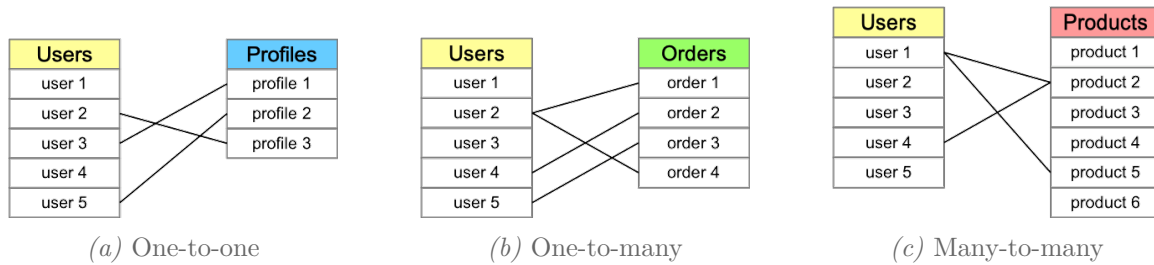 Users
user 1
user 2
user 3
user 4
user 5
Profiles
profile 1
profile 2
profile 3
(a) One-to-one
Users
user 1
user 2
user 3
user 4
user 5
Orders
order 1
order 2
order 3
order 4
(b) One-to-many
Users
user 1
user 2
user 3
user 4
user 5
Products
product 1
product 2
product 3
product 4
product 5
product 6
(c) Many-to-many